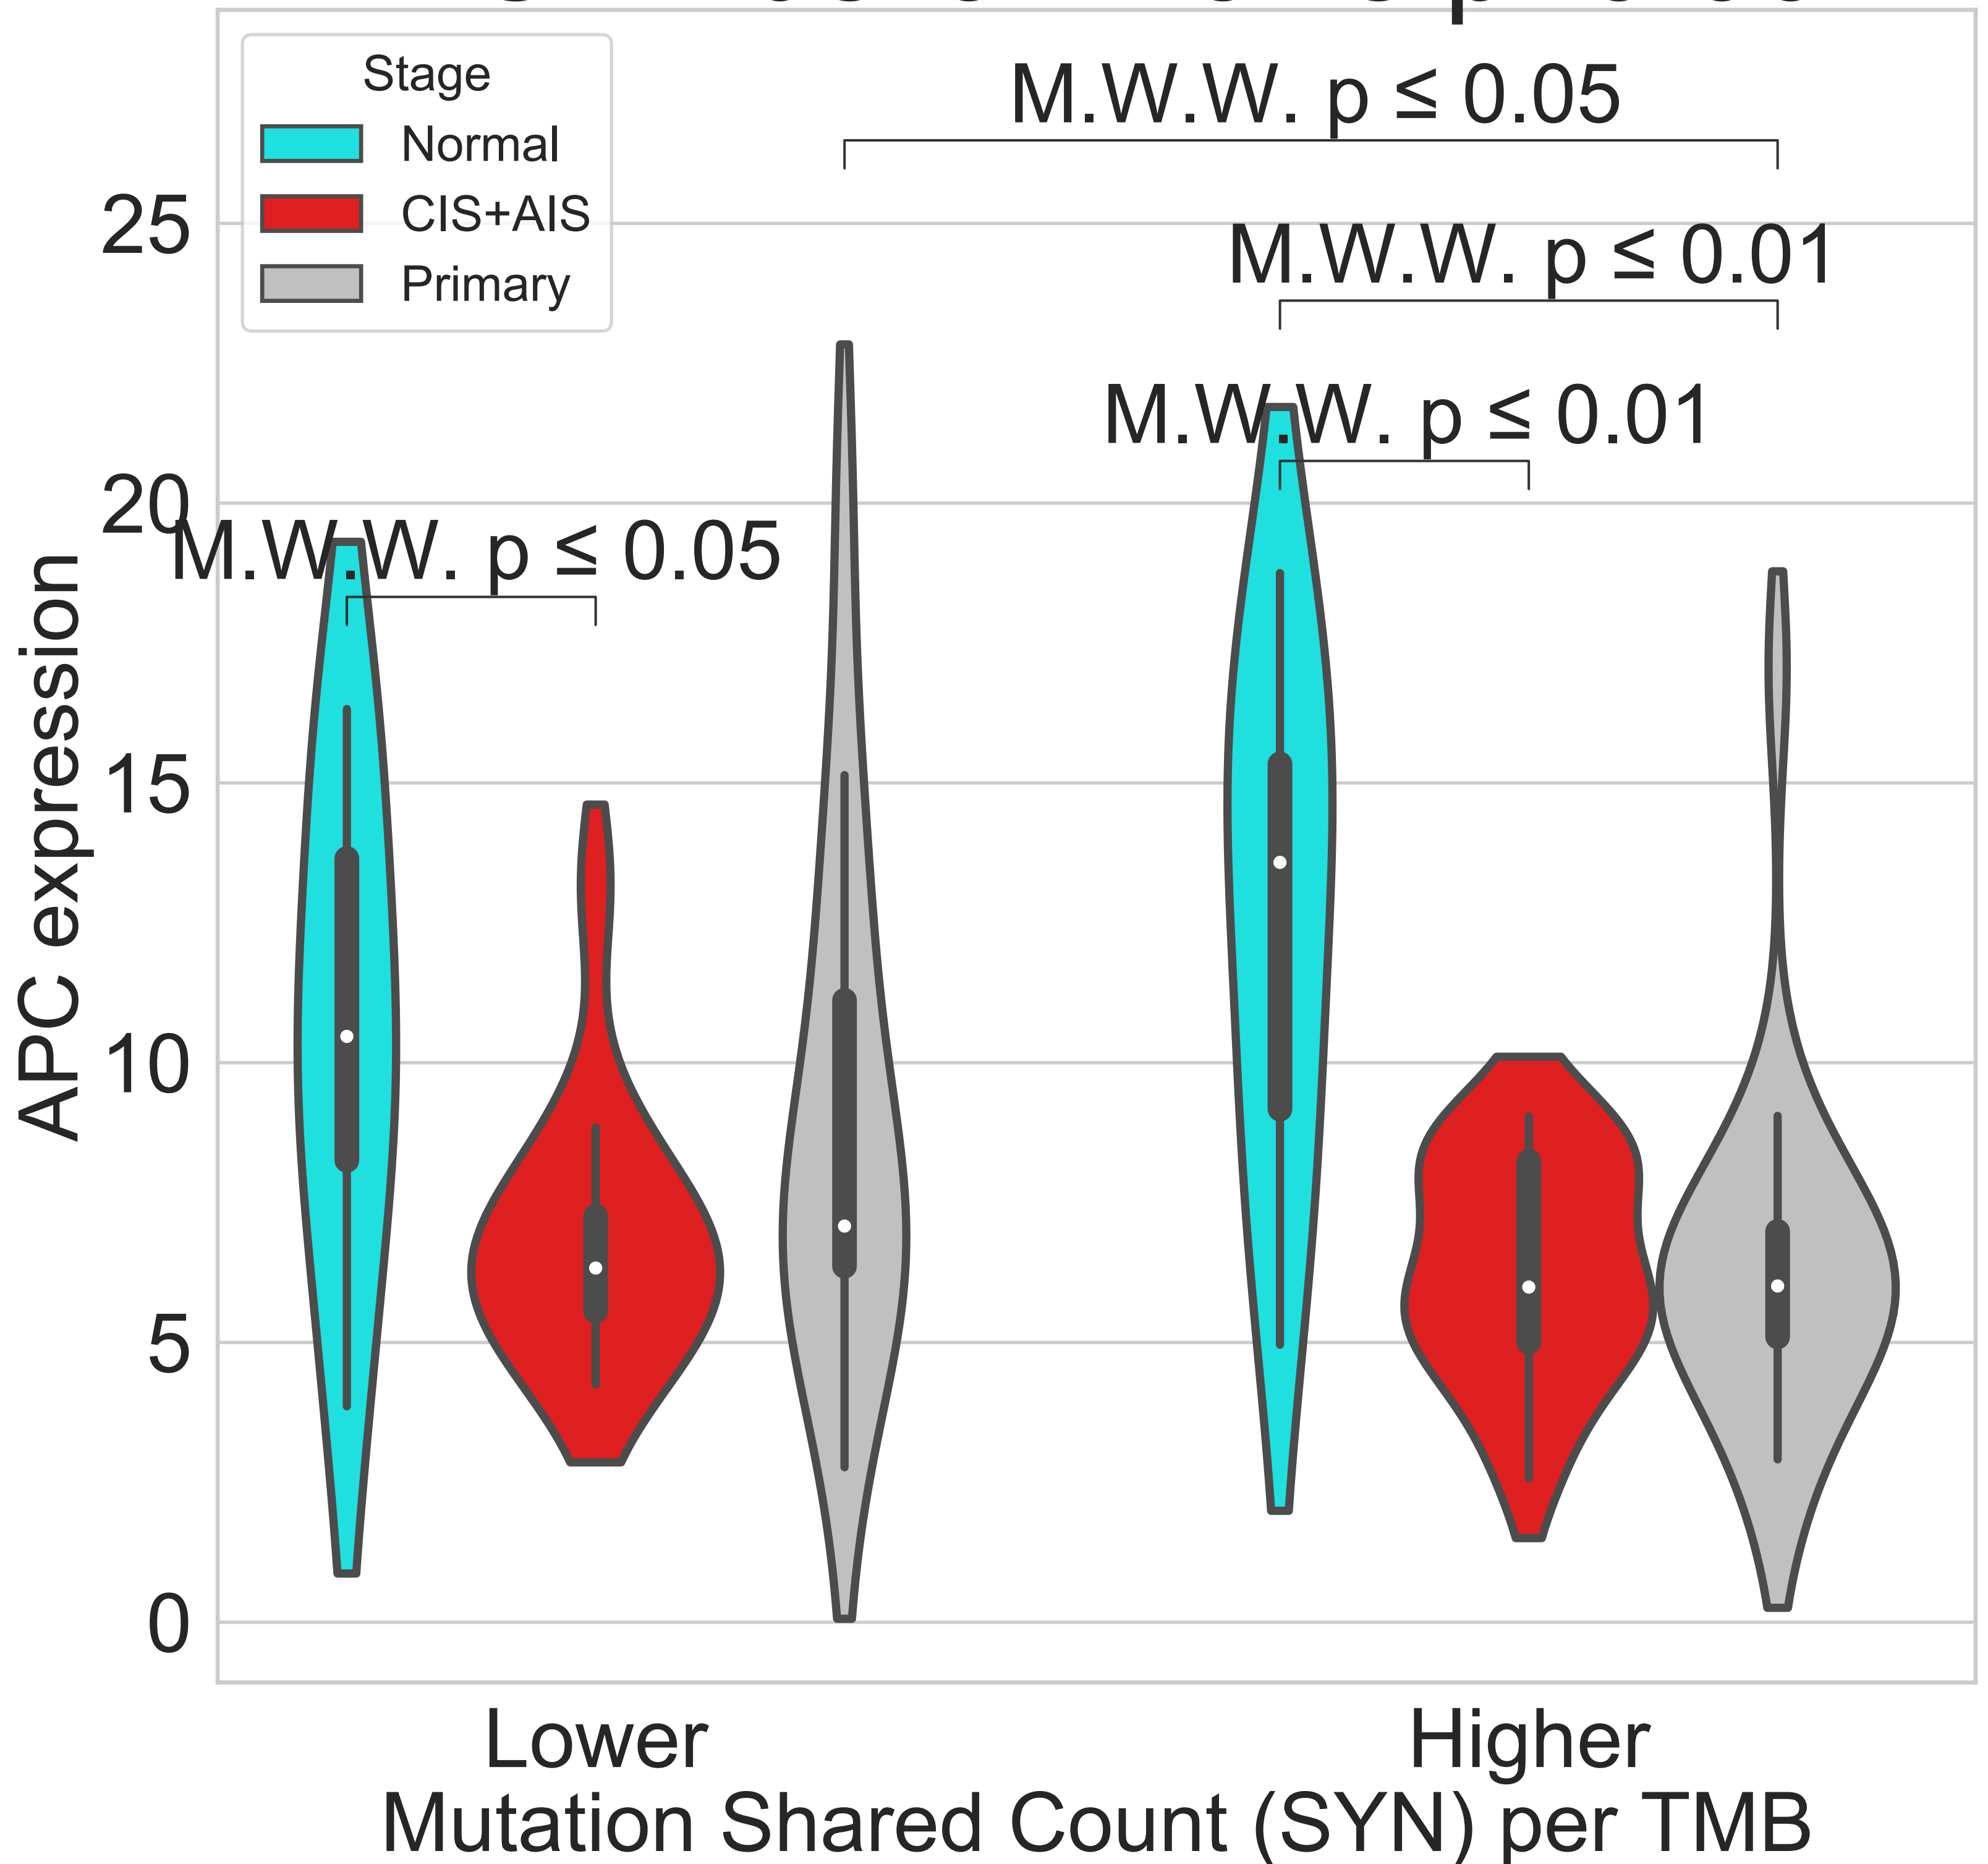 Stage
Normal
CIS+AIS
Primary
M.W.W. p ≤ 0.05
M.W.W. p ≤ 0.01
M.W.W. p ≤ 0.01
M.W.W. p ≤ 0.05
25
20
15
10
5
0
APC expression
Lower
Higher
Mutation Shared Count (SYN) per TMB